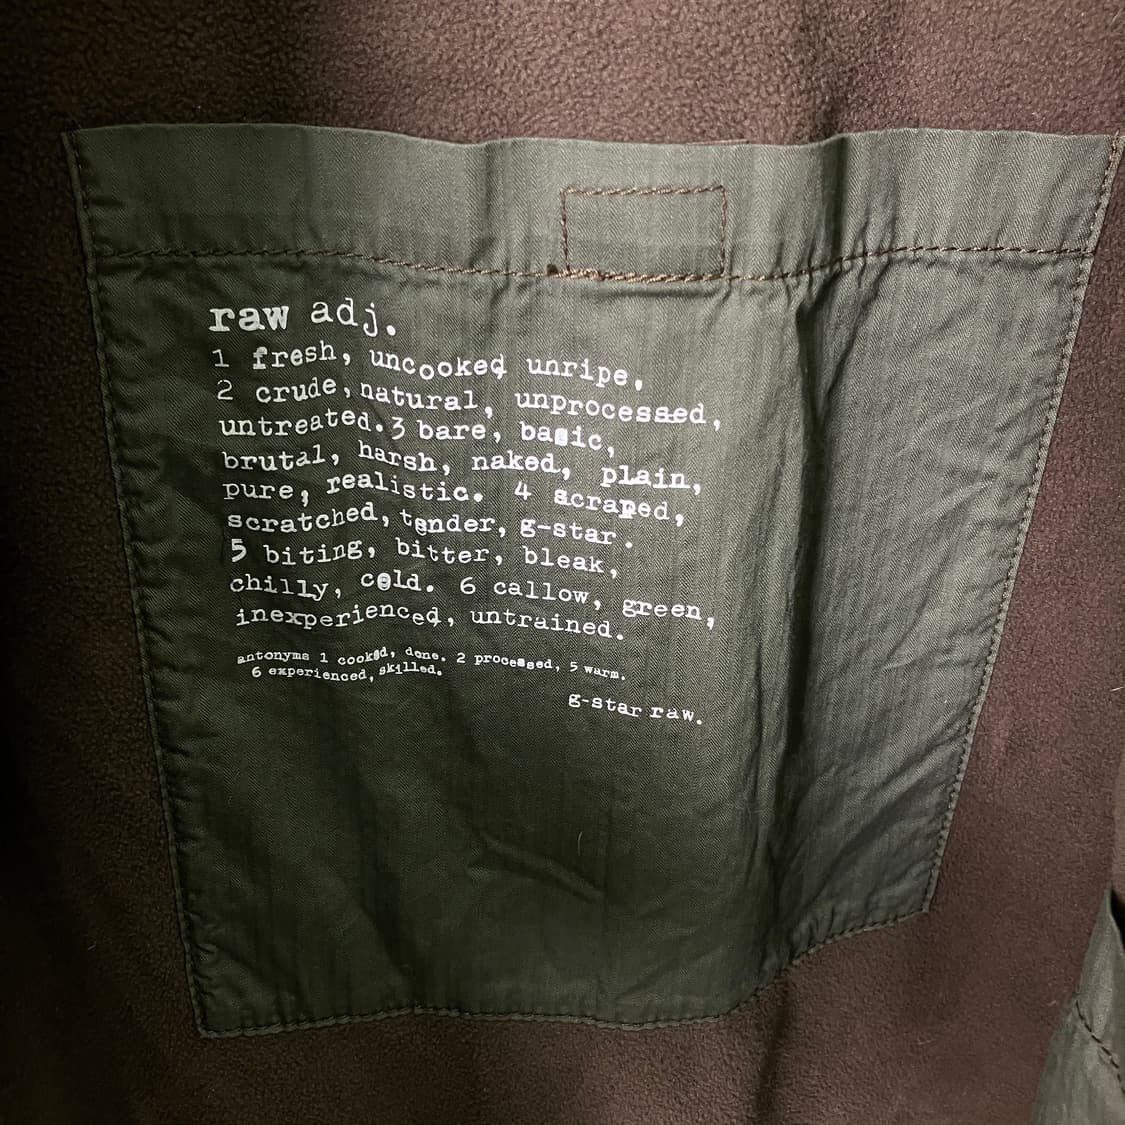 raw adj.
1 fresh, uncooked unripe,
2 crude, natural, unprocessed,
untreated. 3 bare, basic,
brutal, harsh, naked, plain,
pure, realistic. 4 scraped,
scratched, tender, g-star.
5 biting, bitter, bleak,
chilly, cold. 6 callow, green,
inexperienced, untrained.
antonyms 1 cooked, done. 2 processed, 5 warm.
6 experienced, skilled.
g-star raw.